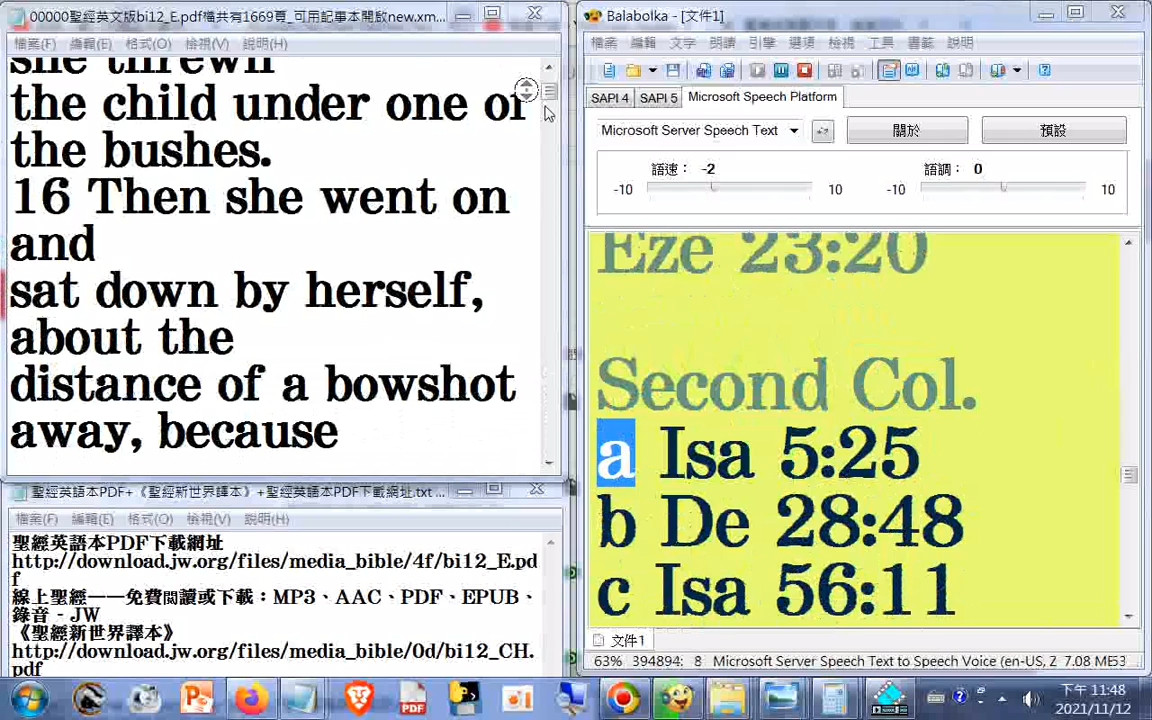 00000聖經英文版bi12_E.pdf檔共有1669頁_可用記事本開啟new.xm...
檔案(F) 編輯(E) 格式(O) 檢視(V) 說明(H)
she threwn
the child under one of
the bushes.
16 Then she went on
and
sat down by herself,
about the
distance of a bowshot
away, because
聖經英語本PDF+《聖經新世界譯本》+聖經英語本PDF下載網址.txt ...
檔案(F) 編輯(E) 格式(O) 檢視(V) 說明(H)
聖經英語本PDF下載網址
http://download.jw.org/files/media_bible/4f/bi12_E.pd
f
線上聖經——免費閱讀或下載：MP3、AAC、PDF、EPUB、
錄音 - JW
《聖經新世界譯本》
http://download.jw.org/files/media_bible/0d/bi12_CH.
pdf
Balabolka - [文件1]
檔案 編輯 文字 朗讀 引擎 選項 檢視 工具 書籤 說明
SAPI 4 SAPI 5 Microsoft Speech Platform
Microsoft Server Speech Text 關於 預設
語速： -2 語調： 0
-10 10 -10 10
Eze 23:20
Second Col.
a Isa 5:25
b De 28:48
c Isa 56:11
文件1
63% 394894: 8 Microsoft Server Speech Text to Speech Voice (en-US, Z 7.08 ME53
下午 11:48
2021/11/12